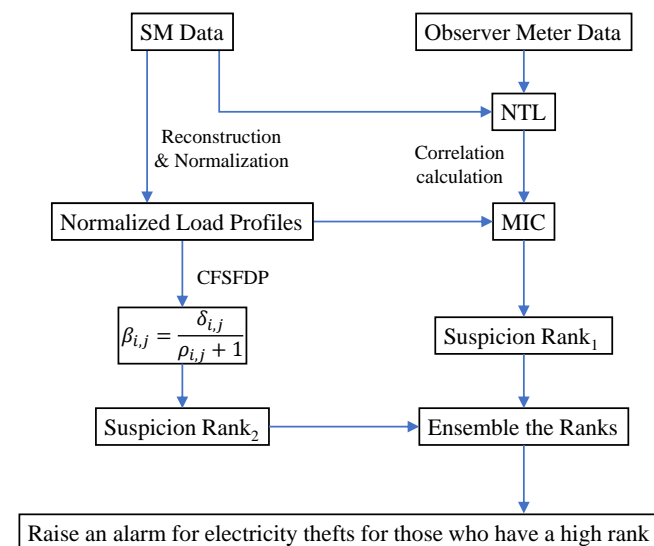 SM Data
Observer Meter Data
NTL
Reconstruction
& Normalization
Correlation
calculation
Normalized Load Profiles
MIC
CFSFDP
β_{i,j} = δ_{i,j} / (ρ_{i,j} + 1)
Suspicion Rank₁
Suspicion Rank₂
Ensemble the Ranks
Raise an alarm for electricity thefts for those who have a high rank